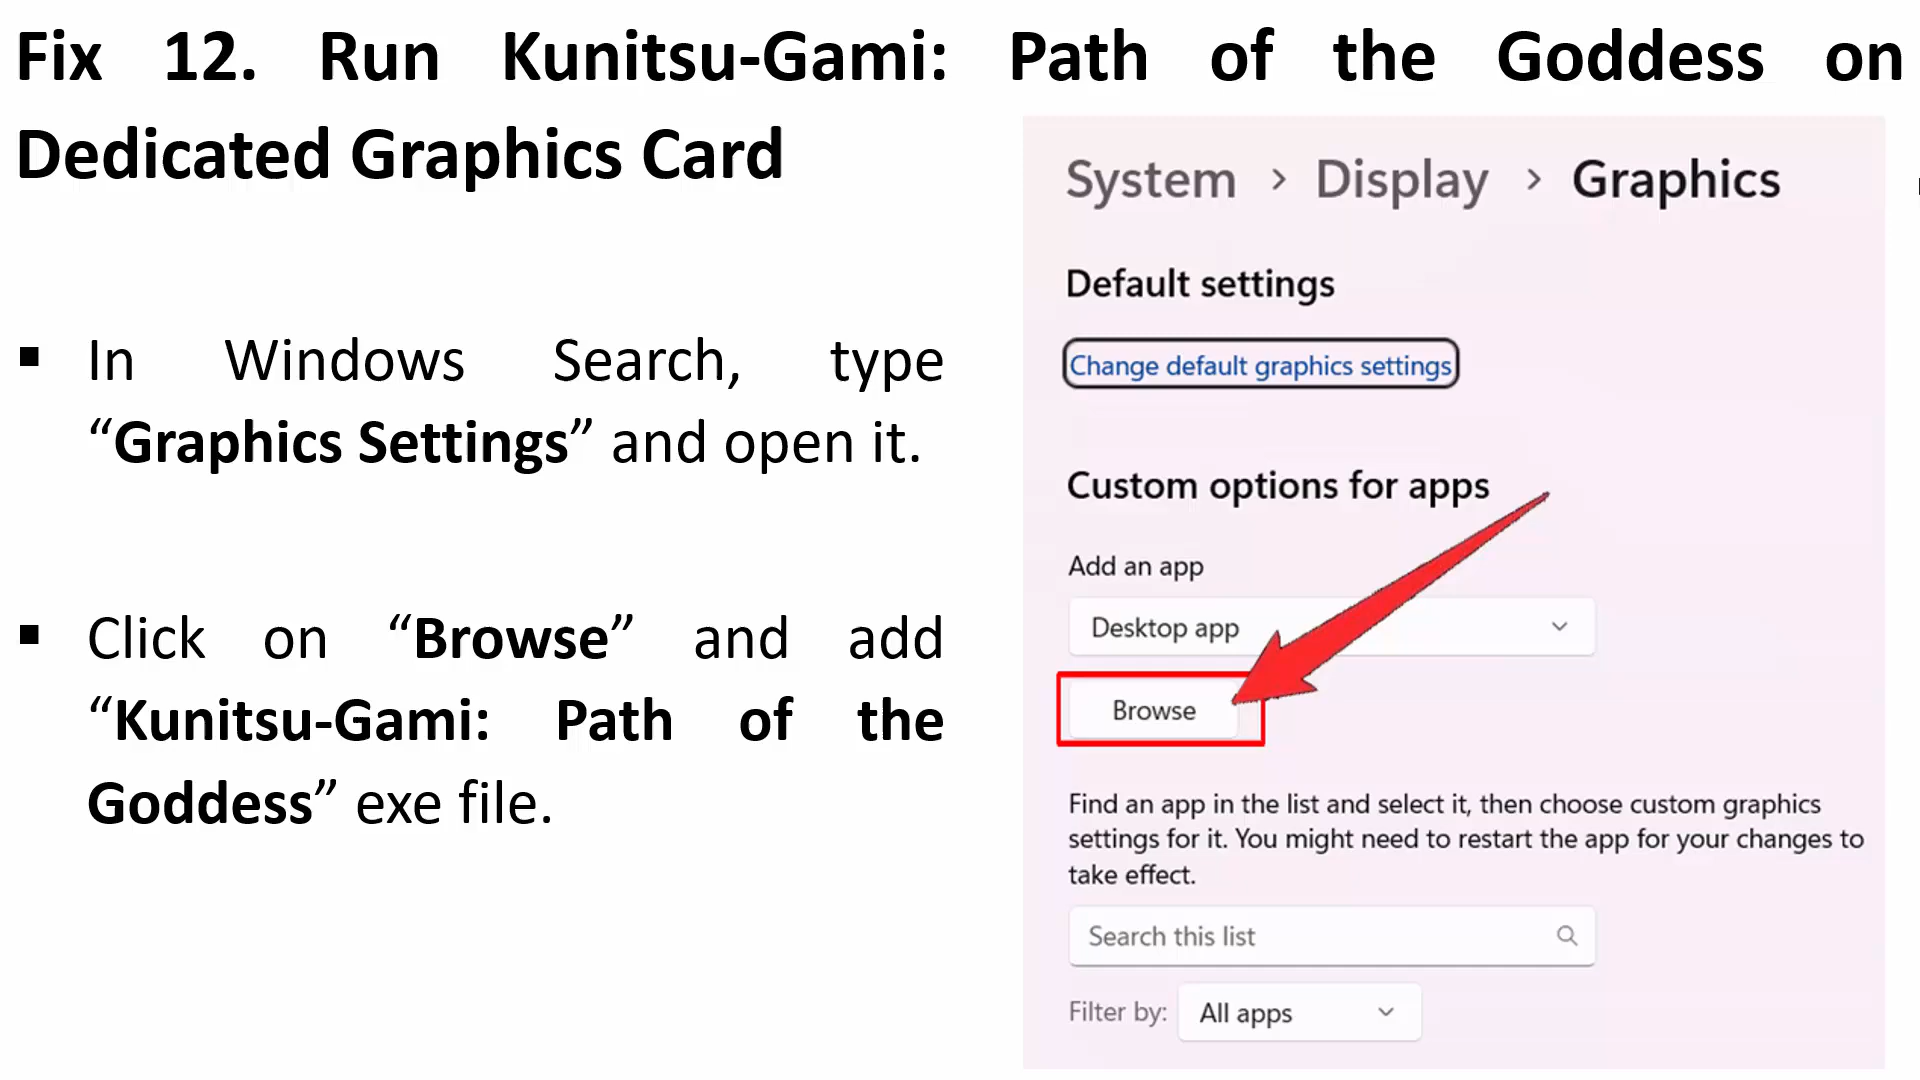 Fix 12. Run Kunitsu-Gami: Path of the Goddess on
Dedicated Graphics Card
▪ In Windows Search, type
“Graphics Settings” and open it.
▪ Click on “Browse” and add
“Kunitsu-Gami: Path of the
Goddess” exe file.
System > Display > Graphics
Default settings
Change default graphics settings
Custom options for apps
Add an app
Desktop app
Browse
Find an app in the list and select it, then choose custom graphics
settings for it. You might need to restart the app for your changes to
take effect.
Search this list
Filter by: All apps